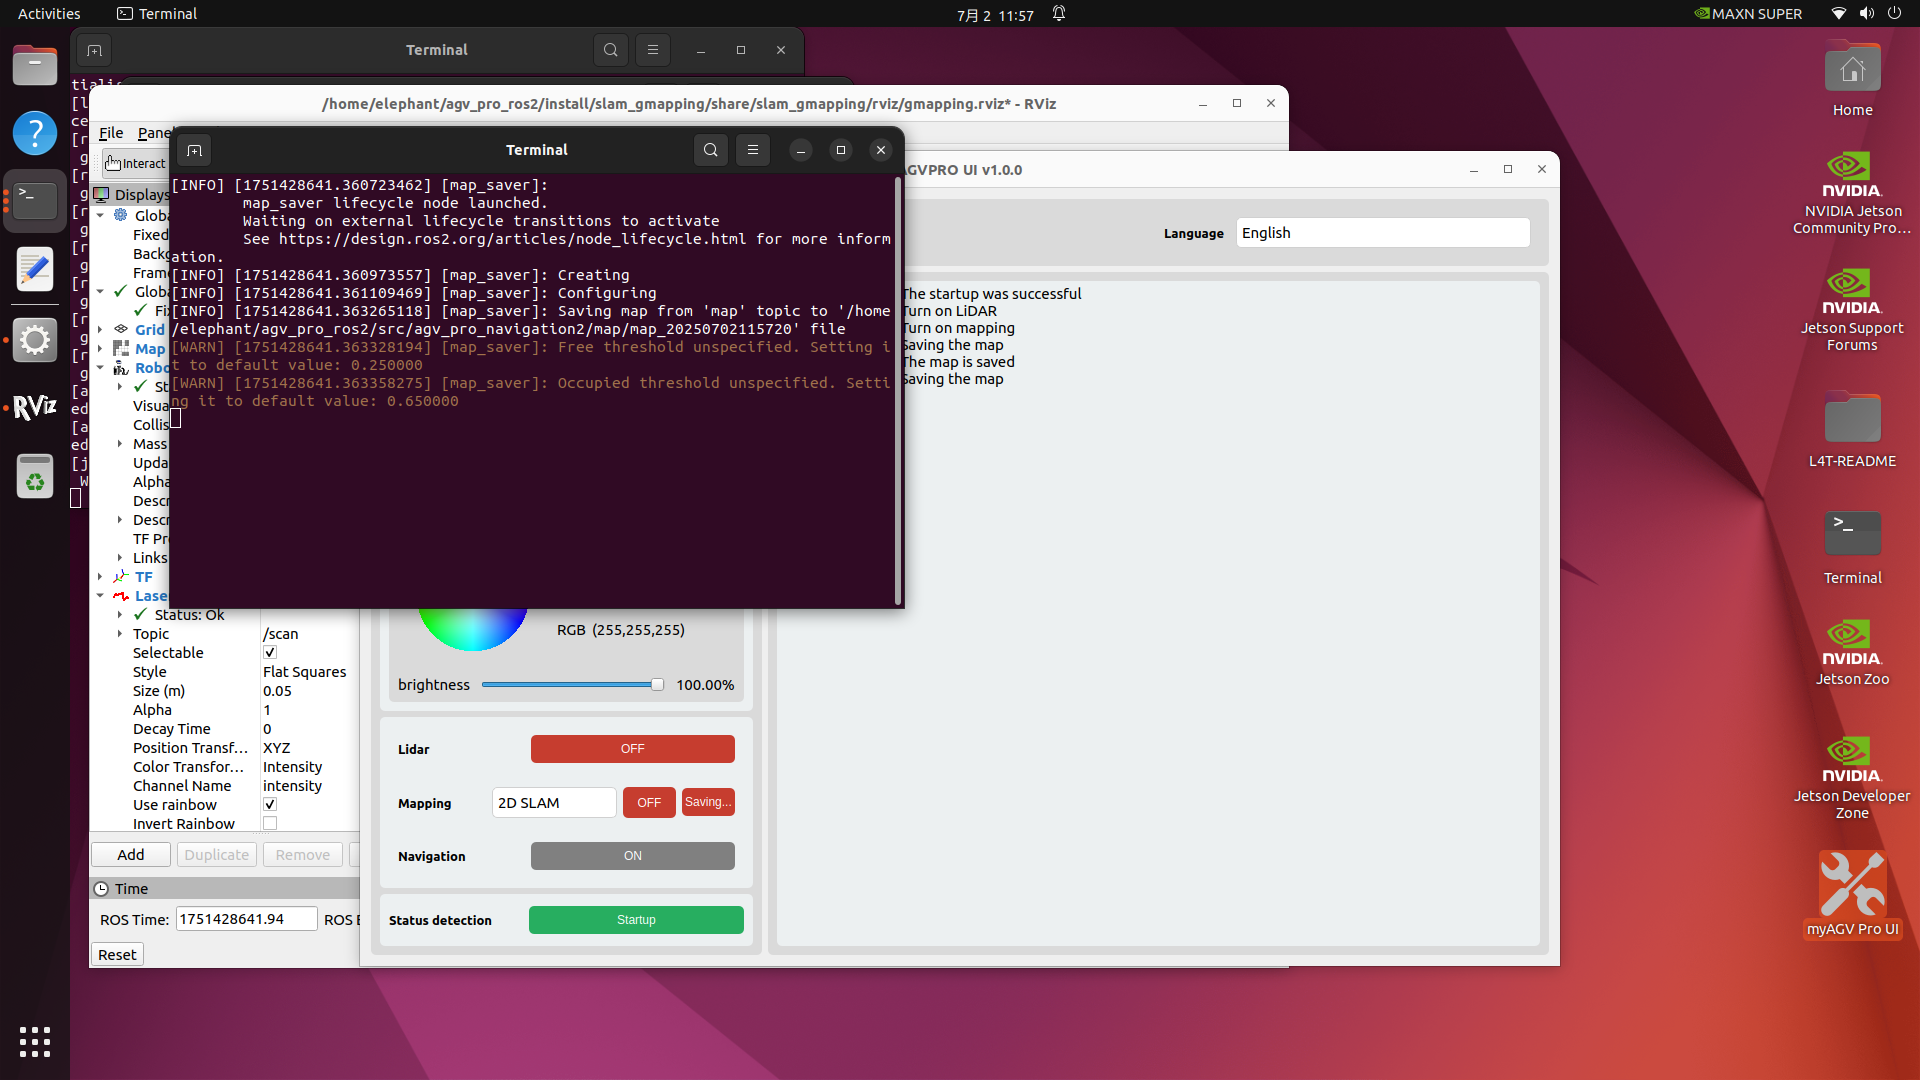 Activities
Terminal
7月 2 11:57
MAXN SUPER
Terminal
/home/elephant/agv_pro_ros2/install/slam_gmapping/share/slam_gmapping/rviz/gmapping.rviz* - RViz
File
Interact
Displays
Grid
Map
TF
Links
Status: Ok
Topic
/scan
Selectable
Style
Flat Squares
Size (m)
0.05
Alpha
1
Decay Time
0
Position Transf…
XYZ
Color Transfor…
Intensity
Channel Name
intensity
Use rainbow
Invert Rainbow
Add
Duplicate
Remove
Time
ROS Time:
1751428641.94
Reset
Terminal
[INFO] [1751428641.360723462] [map_saver]:
map_saver lifecycle node launched.
Waiting on external lifecycle transitions to activate
See https://design.ros2.org/articles/node_lifecycle.html for more inform
ation.
[INFO] [1751428641.360973557] [map_saver]: Creating
[INFO] [1751428641.361109469] [map_saver]: Configuring
[INFO] [1751428641.363265118] [map_saver]: Saving map from 'map' topic to '/home
/elephant/agv_pro_ros2/src/agv_pro_navigation2/map/map_20250702115720' file
[WARN] [1751428641.363328194] [map_saver]: Free threshold unspecified. Setting i
t to default value: 0.250000
[WARN] [1751428641.363358275] [map_saver]: Occupied threshold unspecified. Setti
ng it to default value: 0.650000
AGVPRO UI v1.0.0
Language
English
The startup was successful
Turn on LiDAR
Turn on mapping
Saving the map
The map is saved
Saving the map
RGB (255,255,255)
brightness
100.00%
Lidar
OFF
Mapping
2D SLAM
OFF
Saving...
Navigation
ON
Status detection
Startup
RViz
Home
NVIDIA.
NVIDIA Jetson
Community Pro…
NVIDIA.
Jetson Support
Forums
L4T-README
Terminal
NVIDIA.
Jetson Zoo
NVIDIA.
Jetson Developer
Zone
myAGV Pro UI